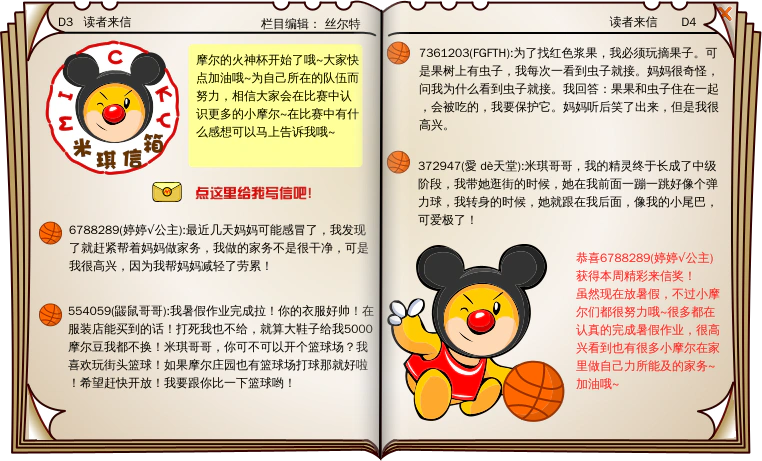 D3 读者来信
栏目编辑： 丝尔特
MICKY
米琪信箱
摩尔的火神杯开始了哦~大家快
点加油哦~为自己所在的队伍而
努力，相信大家会在比赛中认
识更多的小摩尔~在比赛中有什
么感想可以马上告诉我哦~
点这里给我写信吧!
6788289(婷婷√公主):最近几天妈妈可能感冒了，我发现
了就赶紧帮着妈妈做家务，我做的家务不是很干净，可是
我很高兴，因为我帮妈妈减轻了劳累！
554059(鼹鼠哥哥):我暑假作业完成拉！你的衣服好帅！在
服装店能买到的话！打死我也不给，就算大鞋子给我5000
摩尔豆我都不换！米琪哥哥，你可不可以开个篮球场？我
喜欢玩街头篮球！如果摩尔庄园也有篮球场打球那就好啦
！希望赶快开放！我要跟你比一下篮球哟！
读者来信 D4
7361203(FGFTH):为了找红色浆果，我必须玩摘果子。可
是果树上有虫子，我每次一看到虫子就接。妈妈很奇怪，
问我为什么看到虫子就接。我回答：果果和虫子住在一起
，会被吃的，我要保护它。妈妈听后笑了出来，但是我很
高兴。
372947(愛 dè天堂):米琪哥哥，我的精灵终于长成了中级
阶段，我带她逛街的时候，她在我前面一蹦一跳好像个弹
力球，我转身的时候，她就跟在我后面，像我的小尾巴，
可爱极了！
恭喜6788289(婷婷√公主)
获得本周精彩来信奖！
虽然现在放暑假，不过小摩
尔们都很努力哦~很多都在
认真的完成暑假作业，很高
兴看到也有很多小摩尔在家
里做自己力所能及的家务~
加油哦~